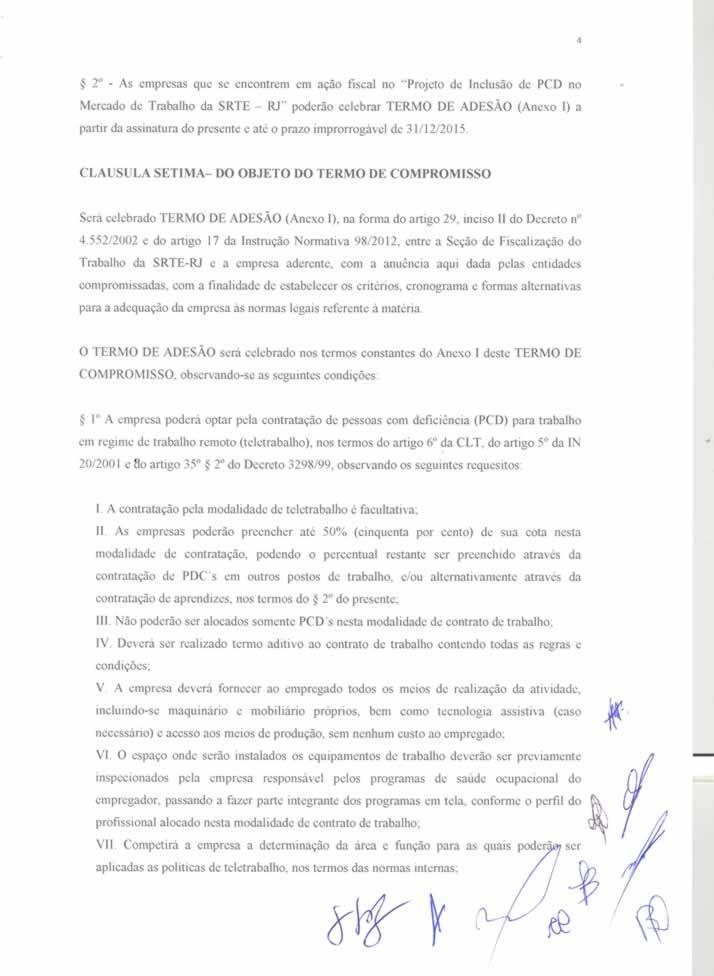 4
§ 2º - As empresas que se encontrem em ação fiscal no “Projeto de Inclusão de PCD no
Mercado de Trabalho da SRTE – RJ” poderão celebrar TERMO DE ADESÃO (Anexo I) a
partir da assinatura do presente e até o prazo improrrogável de 31/12/2015.
CLAUSULA SETIMA– DO OBJETO DO TERMO DE COMPROMISSO
Será celebrado TERMO DE ADESÃO (Anexo I), na forma do artigo 29, inciso II do Decreto nº
4.552/2002 e do artigo 17 da Instrução Normativa 98/2012, entre a Seção de Fiscalização do
Trabalho da SRTE-RJ e a empresa aderente, com a anuência aqui dada pelas entidades
compromissadas, com a finalidade de estabelecer os critérios, cronograma e formas alternativas
para a adequação da empresa às normas legais referente à matéria.
O TERMO DE ADESÃO será celebrado nos termos constantes do Anexo I deste TERMO DE
COMPROMISSO, observando-se as seguintes condições:
§ 1º A empresa poderá optar pela contratação de pessoas com deficiência (PCD) para trabalho
em regime de trabalho remoto (teletrabalho), nos termos do artigo 6º da CLT, do artigo 5º da IN
20/2001 e do artigo 35º § 2º do Decreto 3298/99, observando os seguintes requesitos:
I. A contratação pela modalidade de teletrabalho é facultativa;
II. As empresas poderão preencher até 50% (cinquenta por cento) de sua cota nesta
modalidade de contratação, podendo o percentual restante ser preenchido através da
contratação de PDC´s em outros postos de trabalho, e/ou alternativamente através da
contratação de aprendizes, nos termos do § 2º do presente;
III. Não poderão ser alocados somente PCD´s nesta modalidade de contrato de trabalho;
IV. Deverá ser realizado termo aditivo ao contrato de trabalho contendo todas as regras e
condições;
V. A empresa deverá fornecer ao empregado todos os meios de realização da atividade,
incluindo-se maquinário e mobiliário próprios, bem como tecnologia assistiva (caso
necessário) e acesso aos meios de produção, sem nenhum custo ao empregado;
VI. O espaço onde serão instalados os equipamentos de trabalho deverão ser previamente
inspecionados pela empresa responsável pelos programas de saúde ocupacional do
empregador, passando a fazer parte integrante dos programas em tela, conforme o perfil do
profissional alocado nesta modalidade de contrato de trabalho;
VII. Competirá a empresa a determinação da área e função para as quais poderão ser
aplicadas as politicas de teletrabalho, nos termos das normas internas;